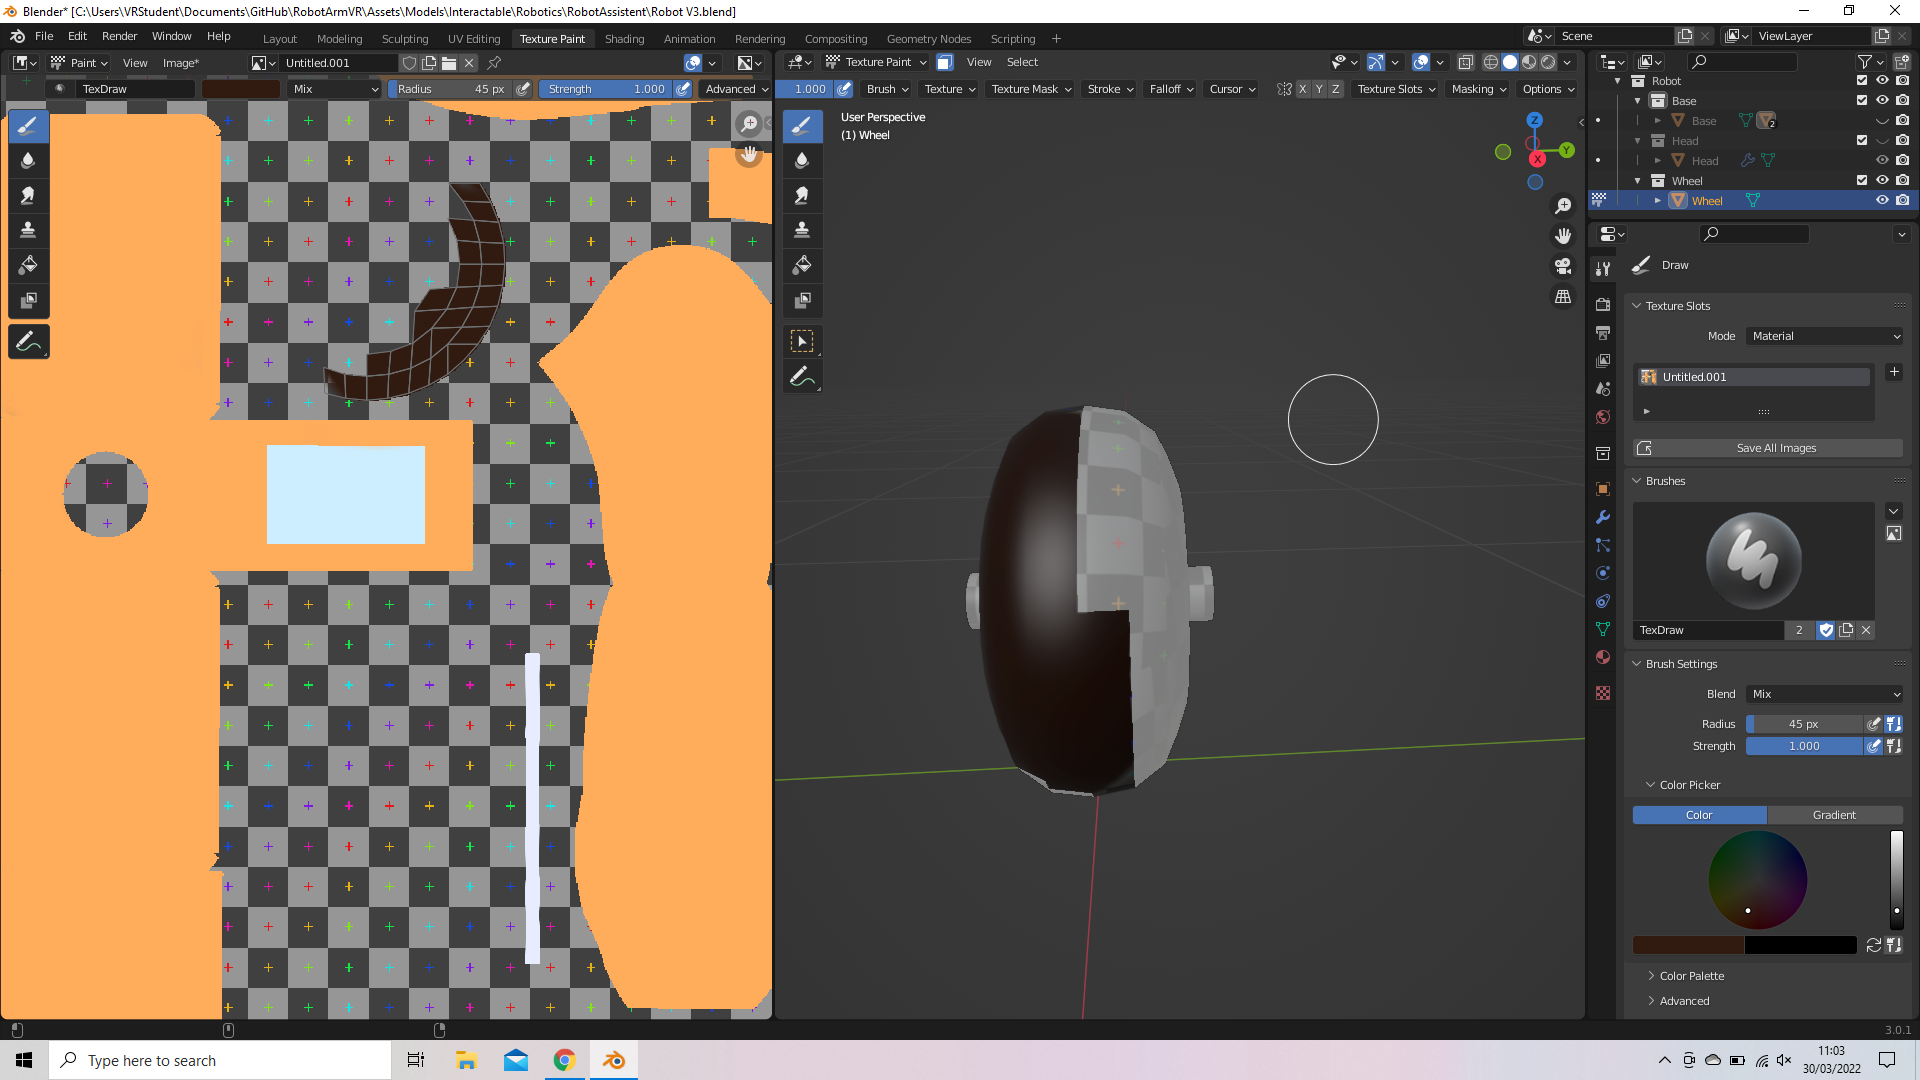 Blender* [C:\Users\VRStudent\Documents\GitHub\RobotArmVR\Assets\Models\Interactable\Robotics\RobotAssistent\Robot V3.blend]
File Edit Render Window Help Layout Modeling Sculpting UV Editing Texture Paint Shading Animation Rendering Compositing Geometry Nodes Scripting + Scene ViewLayer
Paint View Image* Untitled.001 Texture Paint View Select
TexDraw Mix Radius 45 px Strength 1.000 Advanced 1.000 Brush Texture Texture Mask Stroke Falloff Cursor X Y Z Texture Slots Masking Options
User Perspective
(1) Wheel
Z
Y
X
Robot
Base
Base 2
Head
Head
Wheel
Wheel
Draw
Texture Slots
Mode Material
Untitled.001
Save All Images
Brushes
TexDraw 2
Brush Settings
Blend Mix
Radius 45 px
Strength 1.000
Color Picker
Color Gradient
Color Palette
Advanced
3.0.1
Type here to search
11:03
30/03/2022